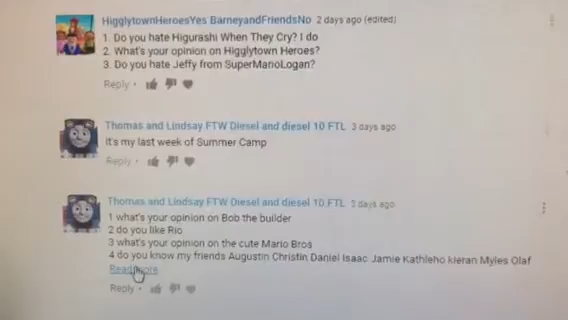 HigglytownHeroesYes BarneyandFriendsNo 2 days ago (edited)
1. Do you hate Higurashi When They Cry? I do
2. What's your opinion on Higglytown Heroes?
3. Do you hate Jeffy from SuperMarioLogan?
Reply •
Thomas and Lindsay FTW Diesel and diesel 10 FTL 3 days ago
It's my last week of Summer Camp
Reply •
Thomas and Lindsay FTW Diesel and diesel 10 FTL 3 days ago
1 what's your opinion on Bob the builder
2 do you like Rio
3 what's your opinion on the cute Mario Bros
4 do you know my friends Augustin Christin Daniel Isaac Jamie Kathleho kieran Myles Olaf
Read more
Reply •